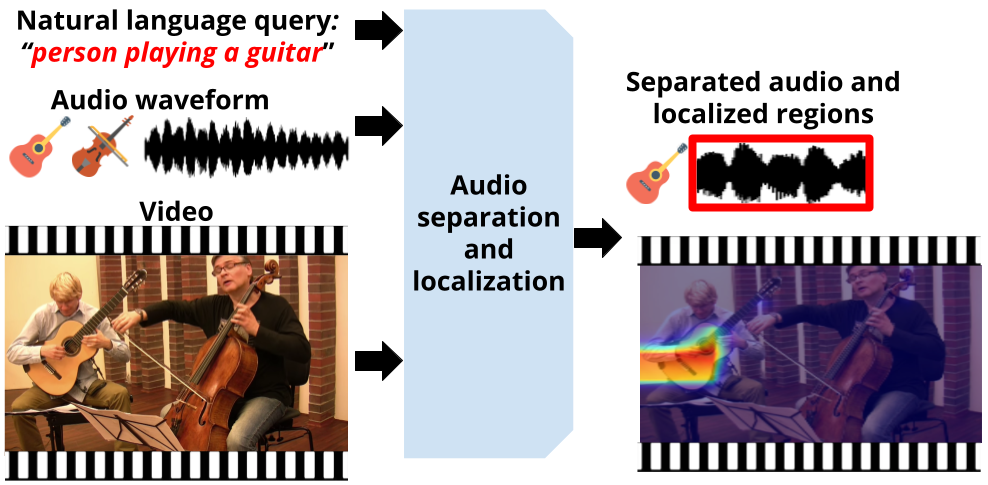 Natural language query:
“person playing a guitar”
Audio waveform
Video
Audio
separation
and
localization
Separated audio and
localized regions